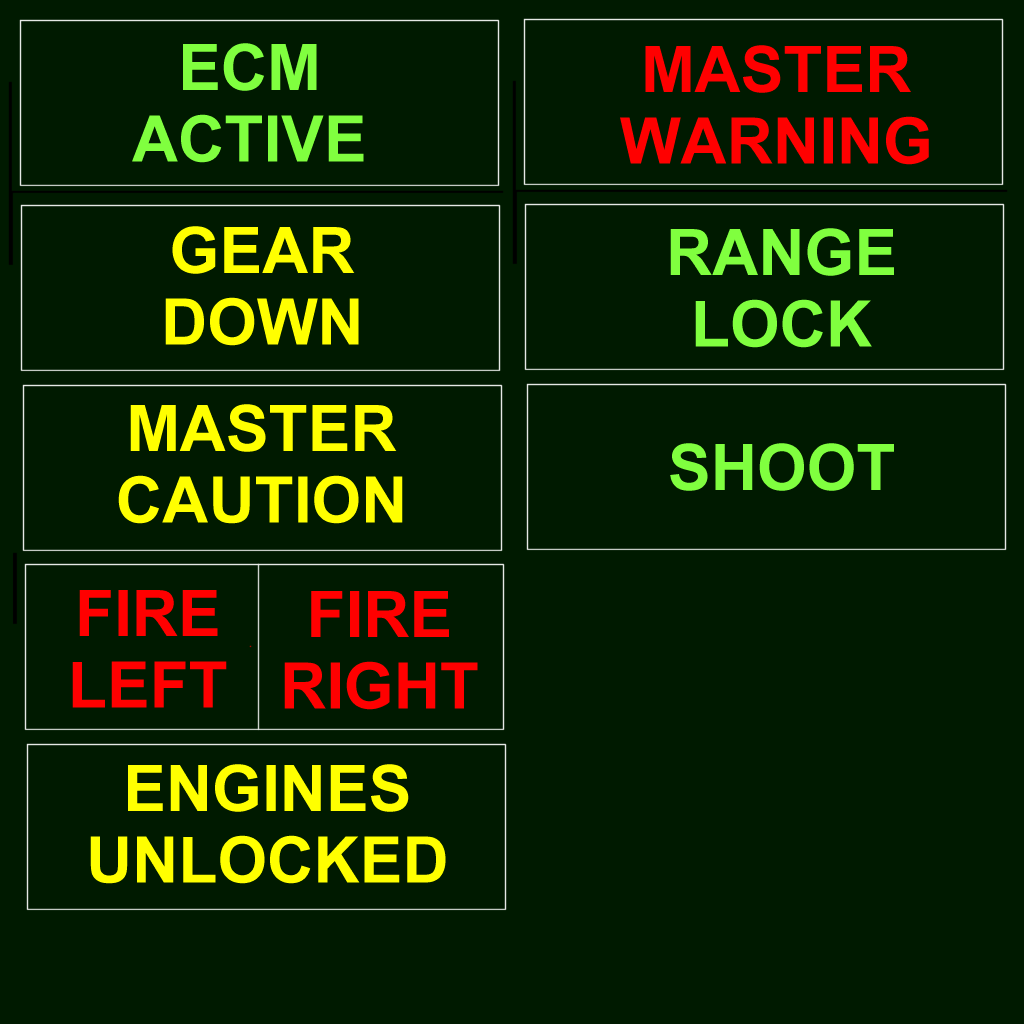 ECM
ACTIVE
MASTER
WARNING
GEAR
DOWN
RANGE
LOCK
MASTER
CAUTION
SHOOT
FIRE
LEFT
FIRE
RIGHT
ENGINES
UNLOCKED